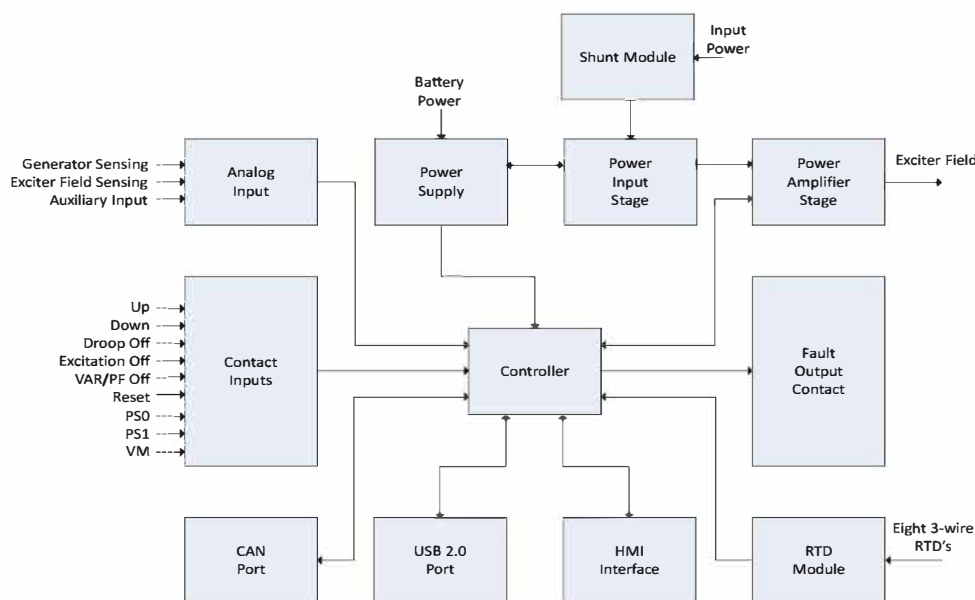 Input
Power
Shunt Module
Battery
Power
Generator Sensing
Exciter Field Sensing
Auxiliary Input
Analog
Input
Power
Supply
Power
Input
Stage
Power
Amplifier
Stage
Exciter Field
Up
Down
Droop Off
Excitation Off
VAR/PF Off
Reset
PS0
PS1
VM
Contact
Inputs
Controller
Fault
Output
Contact
CAN
Port
USB 2.0
Port
HMI
Interface
RTD
Module
Eight 3-wire
RTD's